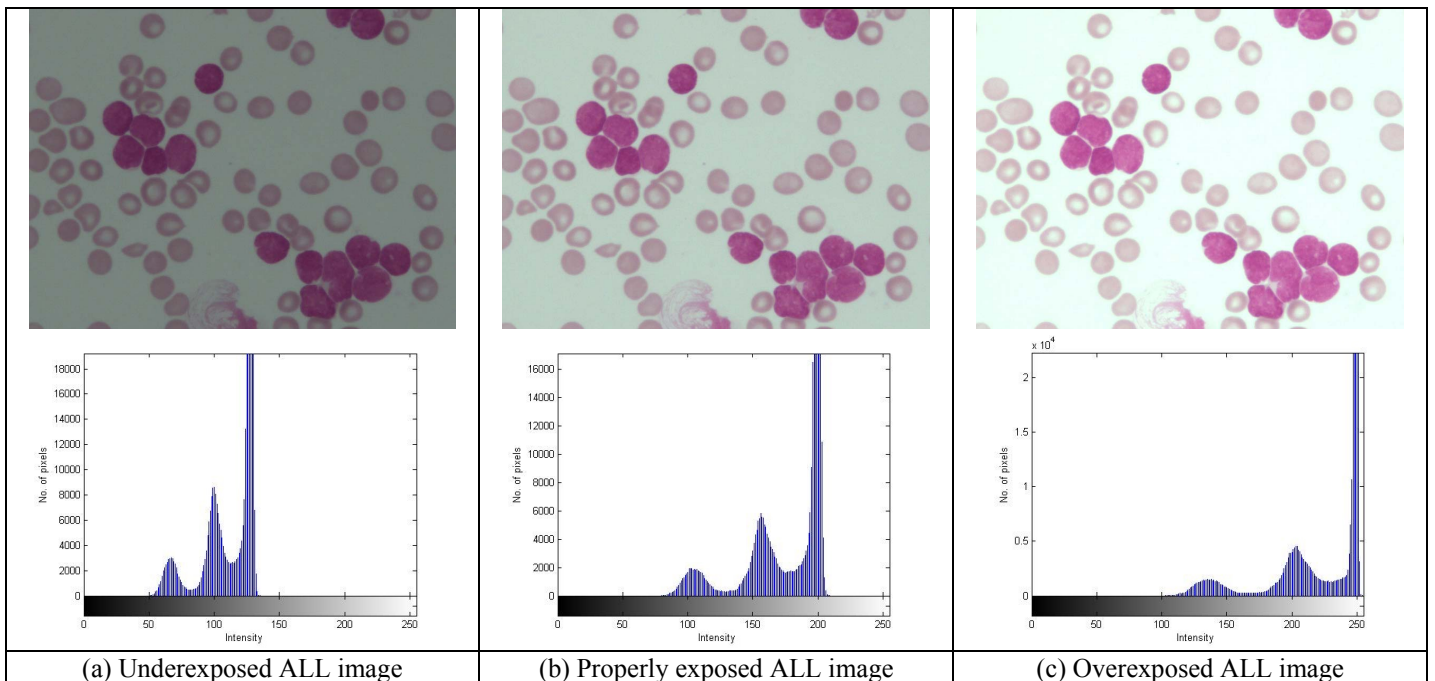 18000
16000
14000
12000
10000
8000
6000
4000
2000
0
No. of pixels
0 50 100 150 200 250
Intensity
16000
14000
12000
10000
8000
6000
4000
2000
0
No. of pixels
0 50 100 150 200 250
Intensity
x 10^4
2
1.5
1
0.5
0
No. of pixels
0 50 100 150 200 250
Intensity
(a) Underexposed ALL image
(b) Properly exposed ALL image
(c) Overexposed ALL image